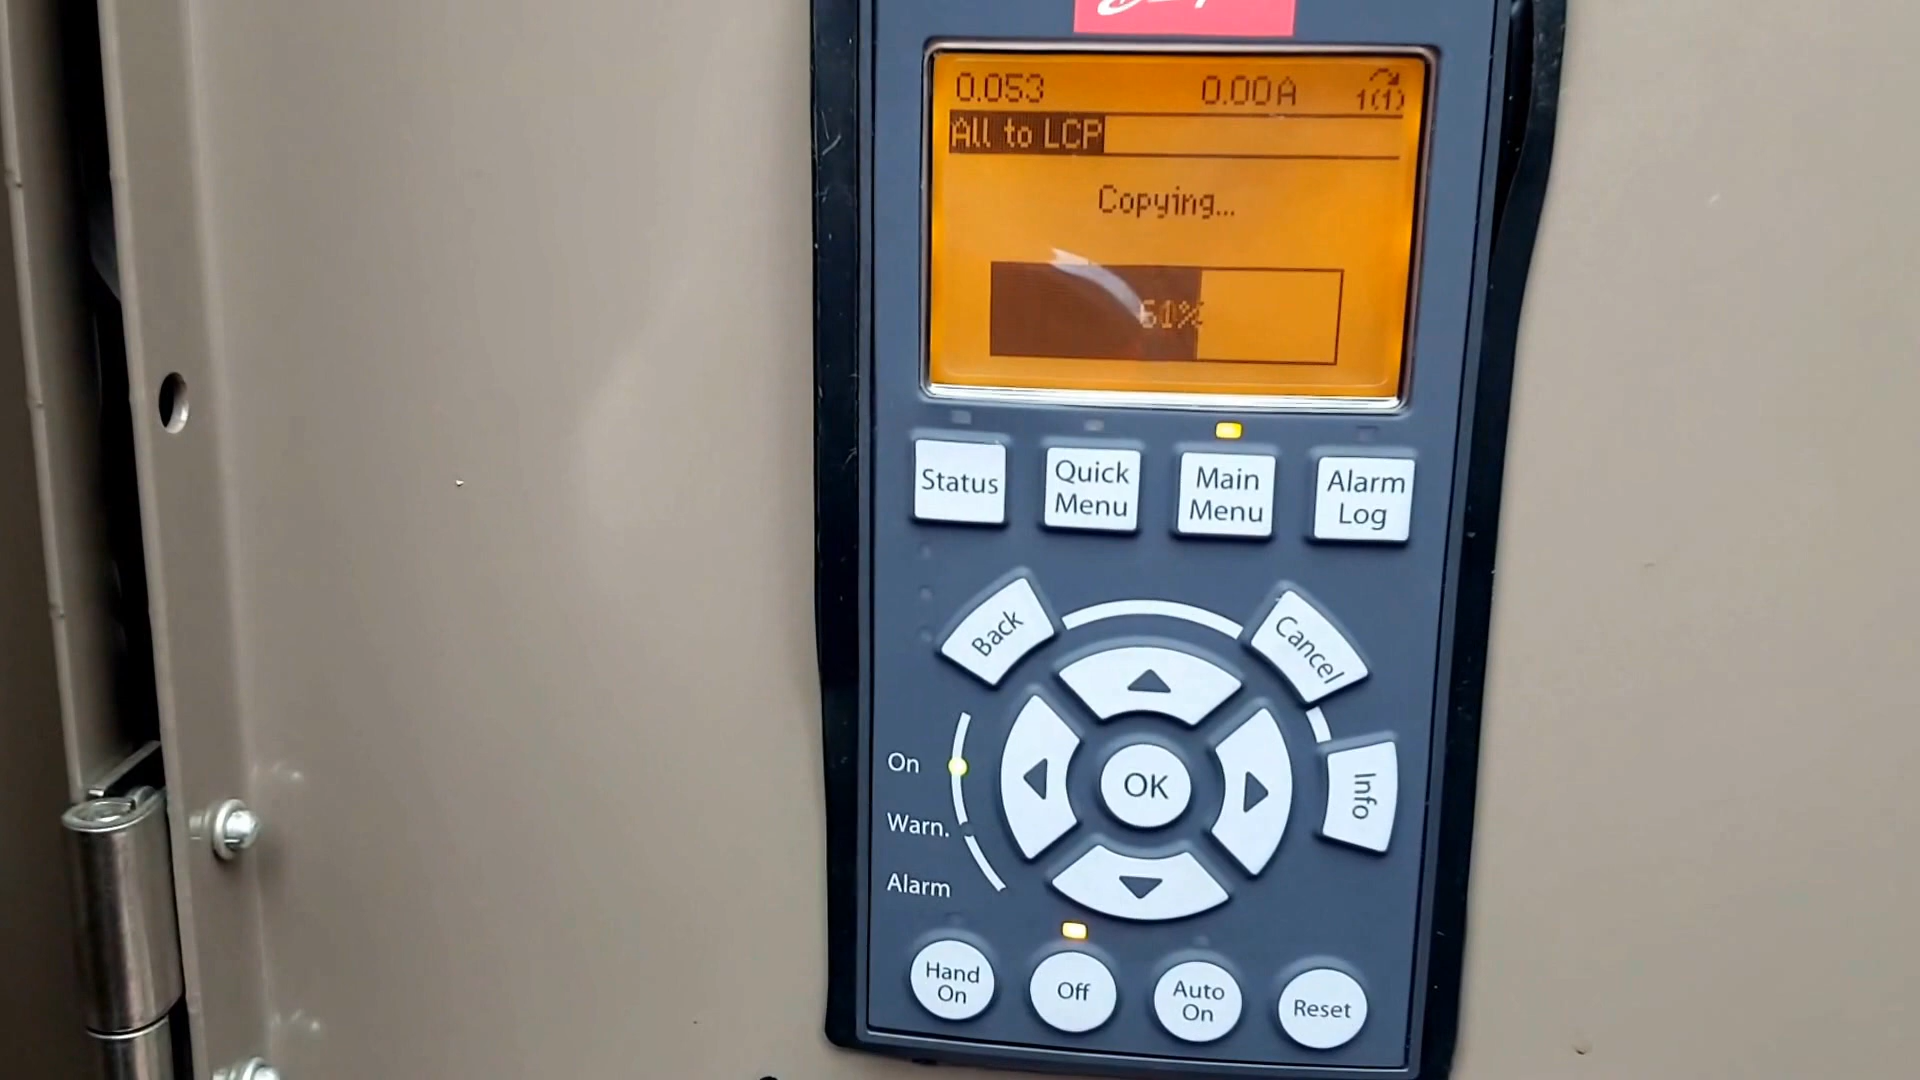 0.053 0.00A 1(1)
All to LCP
Copying...
61%
Status
Quick Menu
Main Menu
Alarm Log
Back
Cancel
OK
Info
On
Warn.
Alarm
Hand On
Off
Auto On
Reset